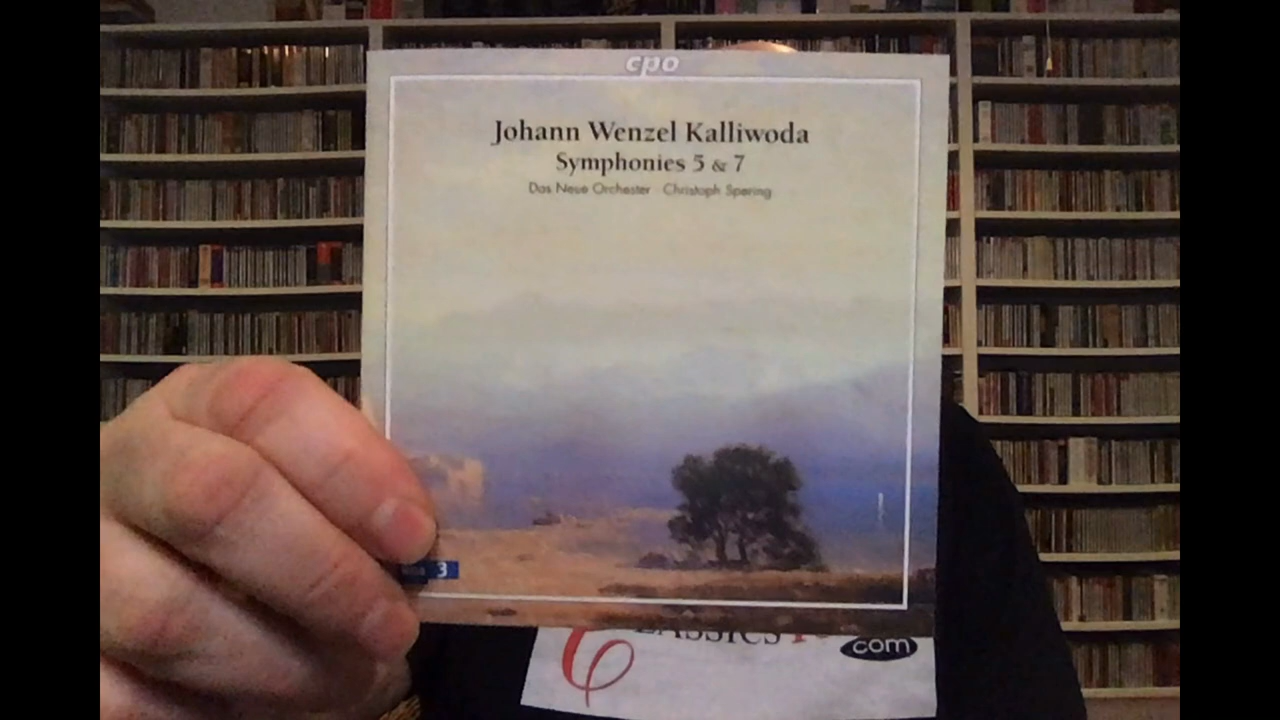 cpo
Johann Wenzel Kalliwoda
Symphonies 5 & 7
Das Neue Orchester · Christoph Spering
3
com